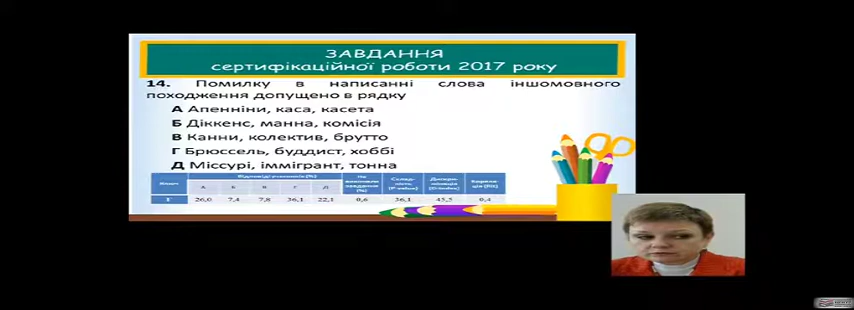 ЗАВДАННЯ
сертифікаційної роботи 2017 року
14. Помилку в написанні слова іншомовного
походження допущено в рядку
А Апенніни, каса, касета
Б Діккенс, манна, комісія
В Канни, колектив, брутто
Г Брюссель, буддист, хоббі
Д Міссурі, іммігрант, тонна
Відповіді учасників (%)
А Б В Г Д
Г 26,0 7,4 7,8 36,1 22,1 0,6 36,1 43,5 0,4